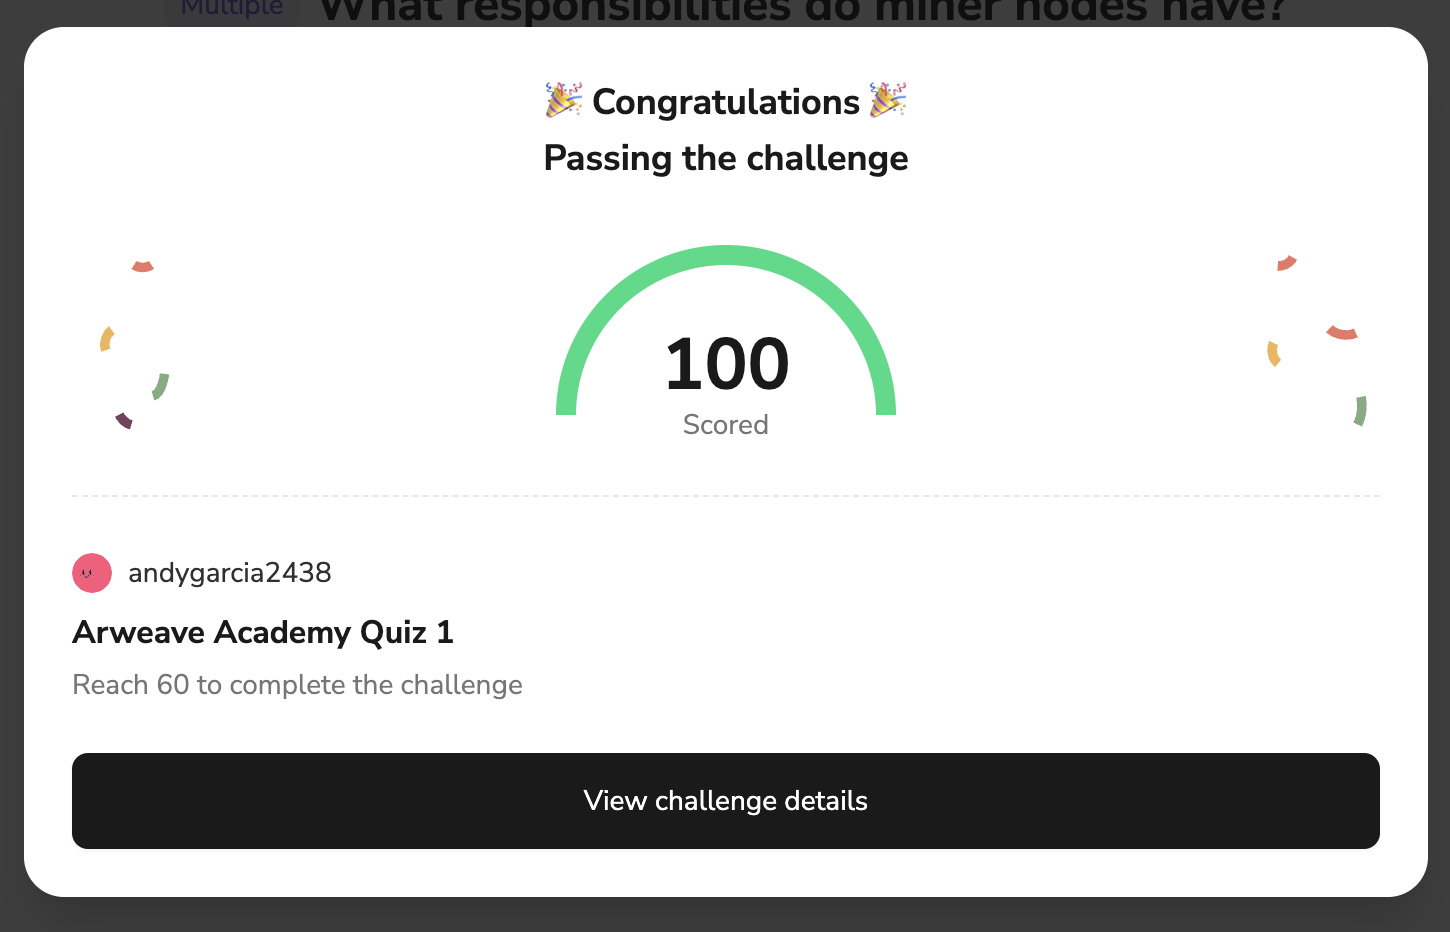 Multiple What responsibilities do miner nodes have?
🎉 Congratulations 🎉
Passing the challenge
100
Scored
andygarcia2438
Arweave Academy Quiz 1
Reach 60 to complete the challenge
View challenge details